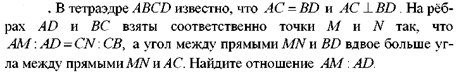 . В тетраэдре ABCD известно, что AC = BD и AC ⊥ BD . На рёб-
рах AD и BC взяты соответственно точки M и N так, что
AM : AD = CN : CB, а угол между прямыми MN и BD вдвое больше уг-
ла между прямыми MN и AC. Найдите отношение AM : AD.